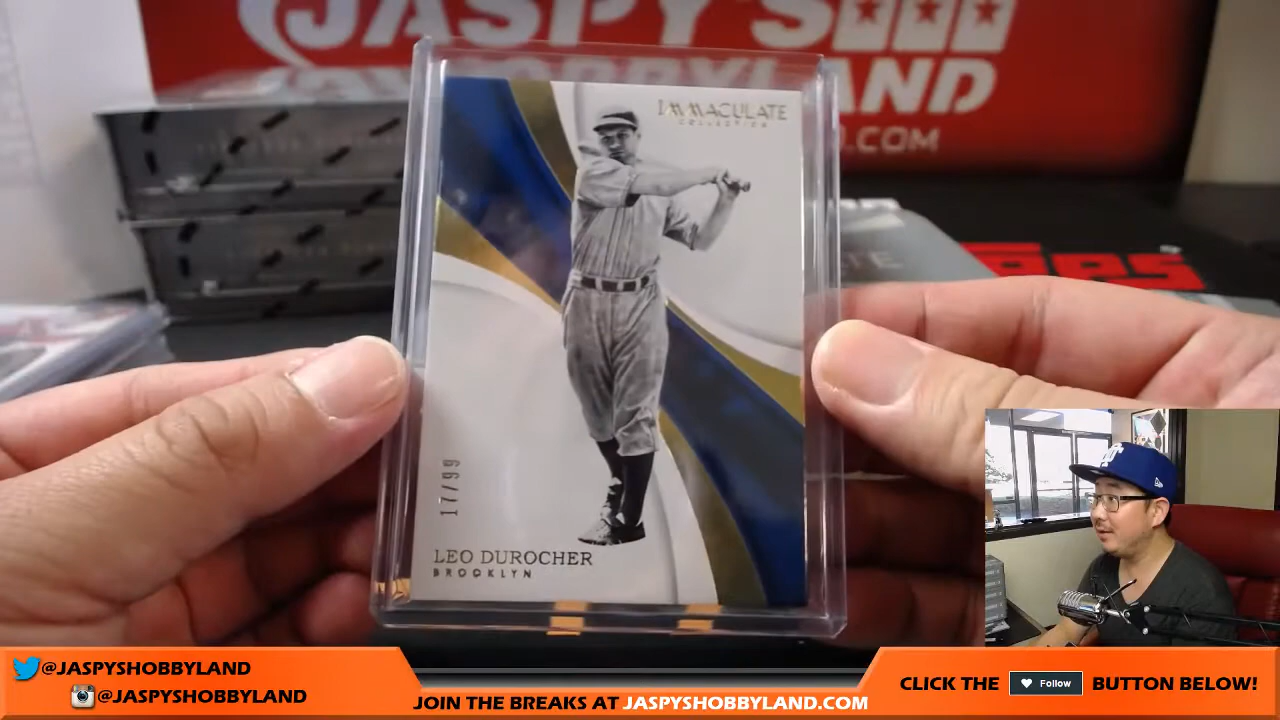 JASPY'S
HOBBYLAND
.COM
IMMACULATE
COLLECTION
17/99
LEO DUROCHER
BROOKLYN
@JASPYSHOBBYLAND
@JASPYSHOBBYLAND
JOIN THE BREAKS AT JASPYSHOBBYLAND.COM
CLICK THE Follow BUTTON BELOW!